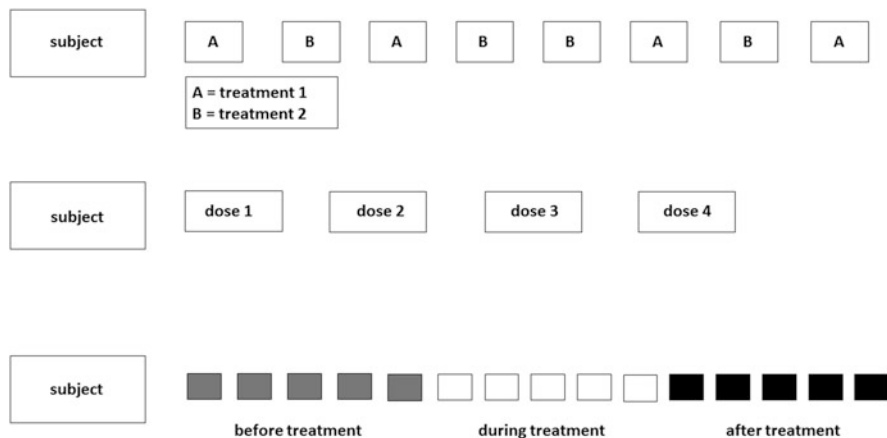 subject A B A B B A B A
A = treatment 1
B = treatment 2
subject dose 1 dose 2 dose 3 dose 4
subject
before treatment during treatment after treatment